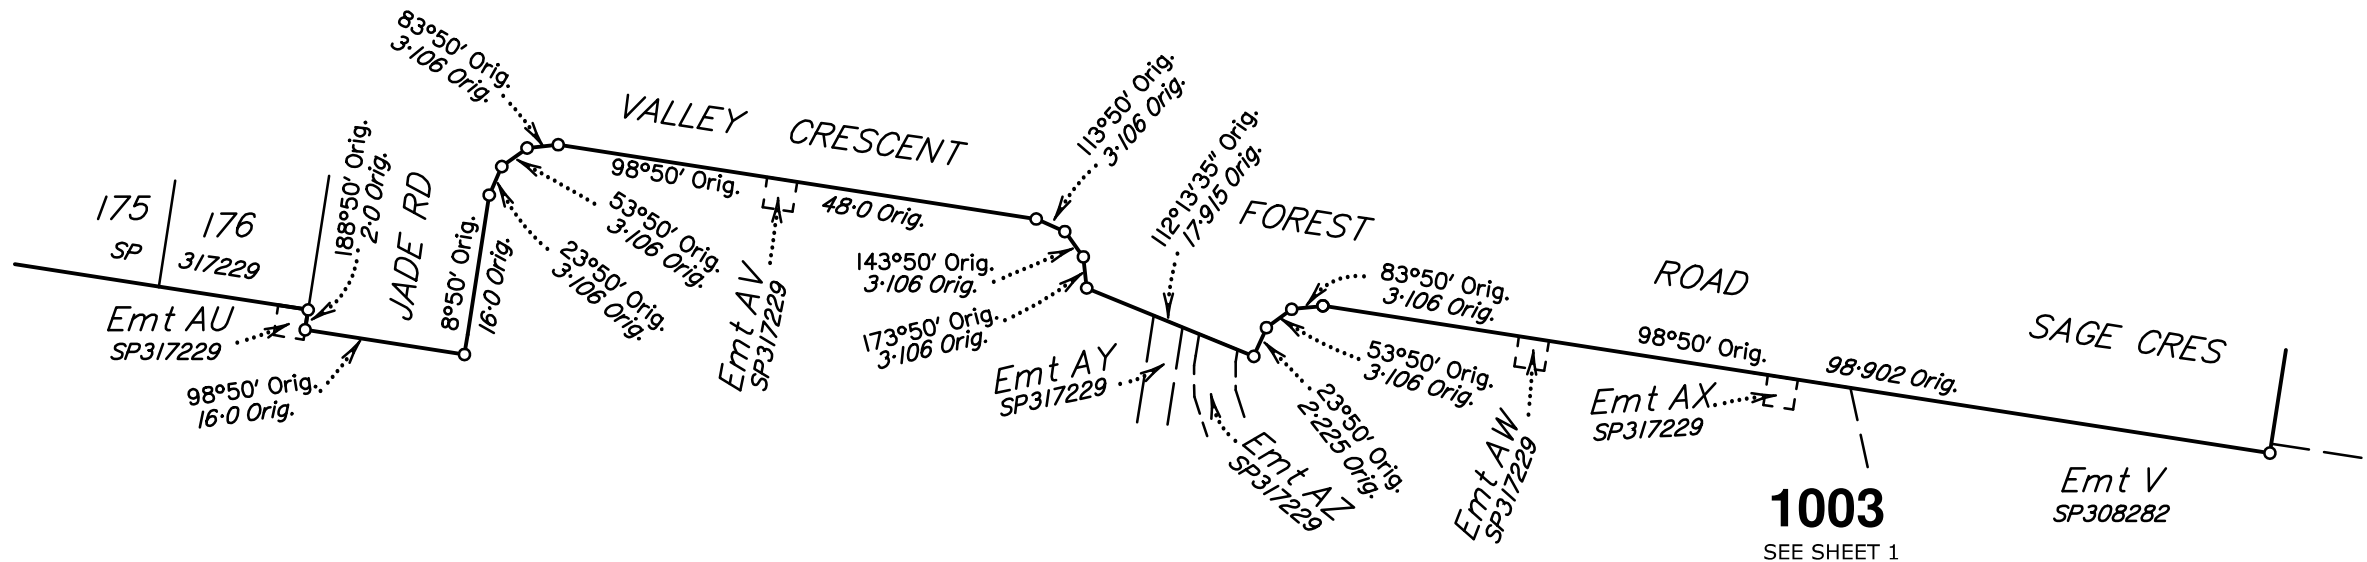 83°50' Orig.
3·106 Orig.
VALLEY CRESCENT
98°50' Orig.
48·0 Orig.
113°50' Orig.
3·106 Orig.
112°13'35" Orig.
17·915 Orig.
FOREST
ROAD
SAGE CRES
175
SP
176
317229
188°50' Orig.
2·0 Orig.
JADE RD
8°50' Orig.
16·0 Orig.
53°50' Orig.
3·106 Orig.
23°50' Orig.
3·106 Orig.
Emt AV
SP317229
143°50' Orig.
3·106 Orig.
173°50' Orig.
3·106 Orig.
83°50' Orig.
3·106 Orig.
Emt AU
SP317229
98°50' Orig.
16·0 Orig.
Emt AY
SP317229
53°50' Orig.
3·106 Orig.
23°50' Orig.
2·225 Orig.
Emt AZ
SP317229
Emt AW
SP317229
98°50' Orig.
98·902 Orig.
Emt AX
SP317229
1003
SEE SHEET 1
Emt V
SP308282